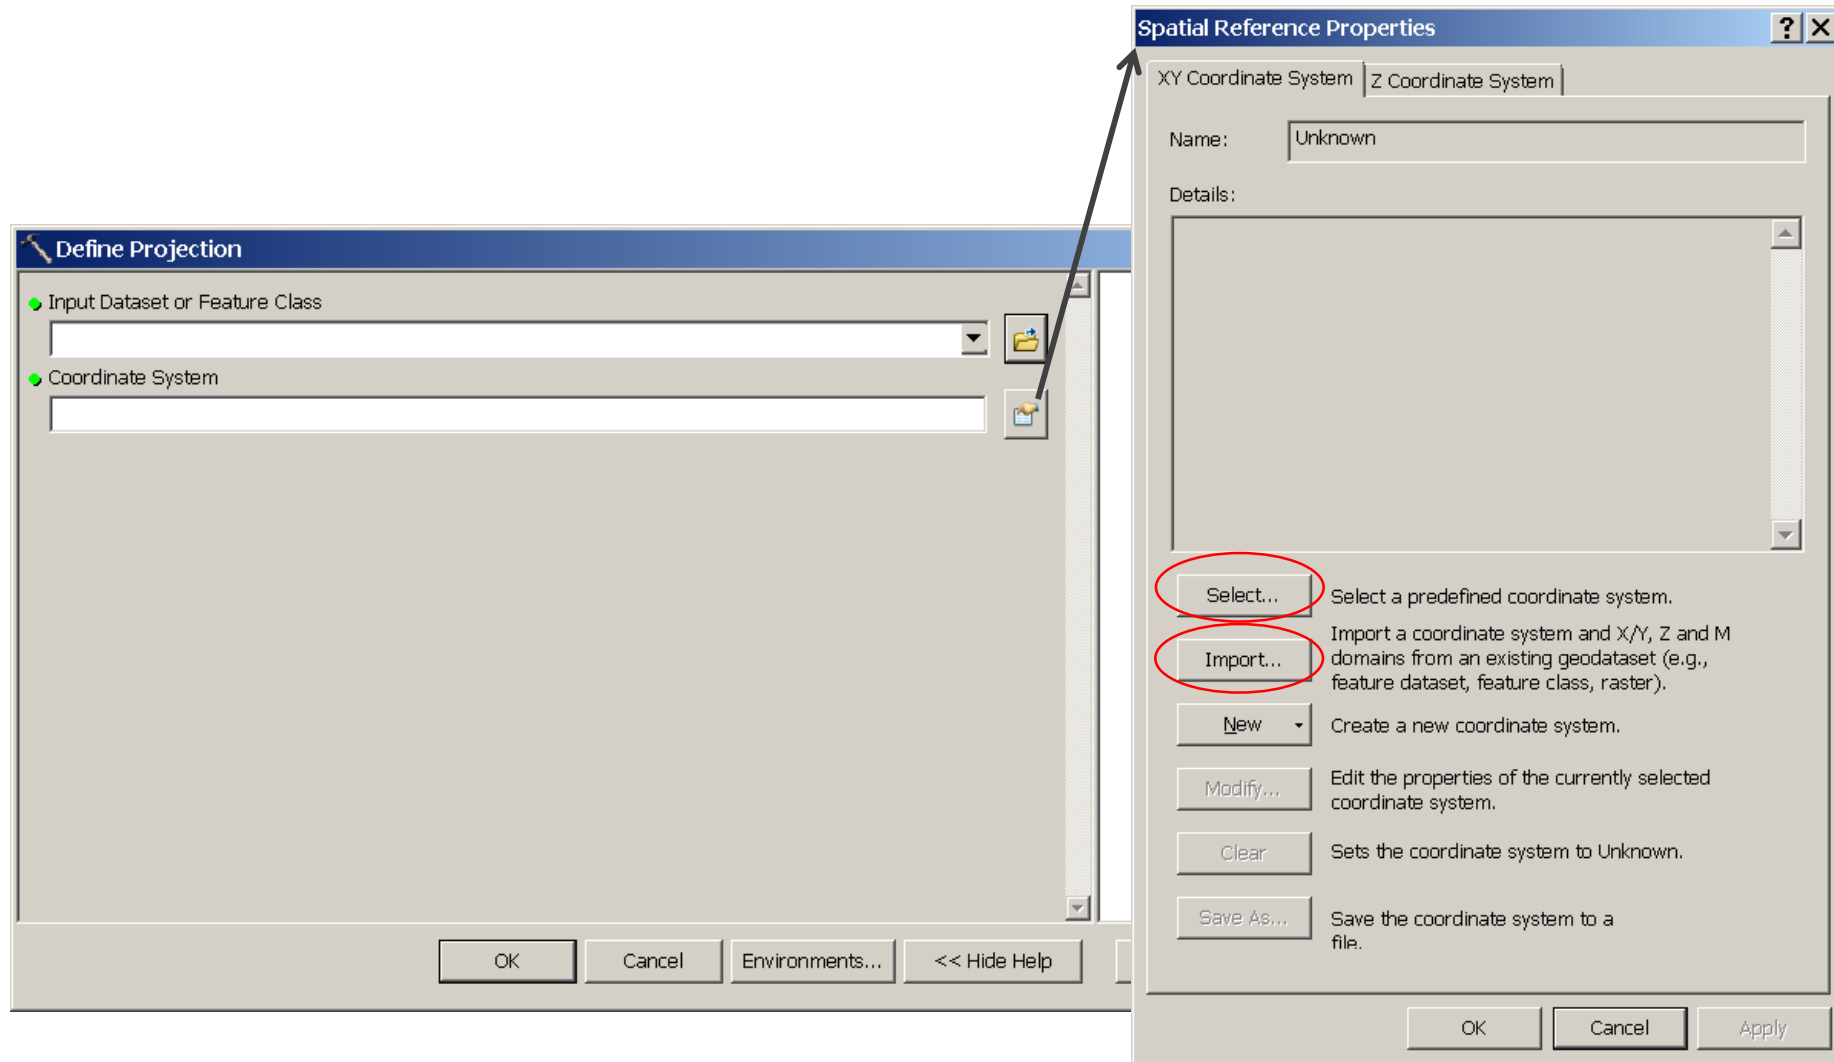 Spatial Reference Properties
XY Coordinate System
Z Coordinate System
Name:
Unknown
Details:
Define Projection
Input Dataset or Feature Class
Coordinate System
Select...
Select a predefined coordinate system.
Import...
Import a coordinate system and X/Y, Z and M
domains from an existing geodataset (e.g.,
feature dataset, feature class, raster).
New
Create a new coordinate system.
Modify...
Edit the properties of the currently selected
coordinate system.
Clear
Sets the coordinate system to Unknown.
Save As...
Save the coordinate system to a
file.
OK
Cancel
Environments...
<< Hide Help
OK
Cancel
Apply